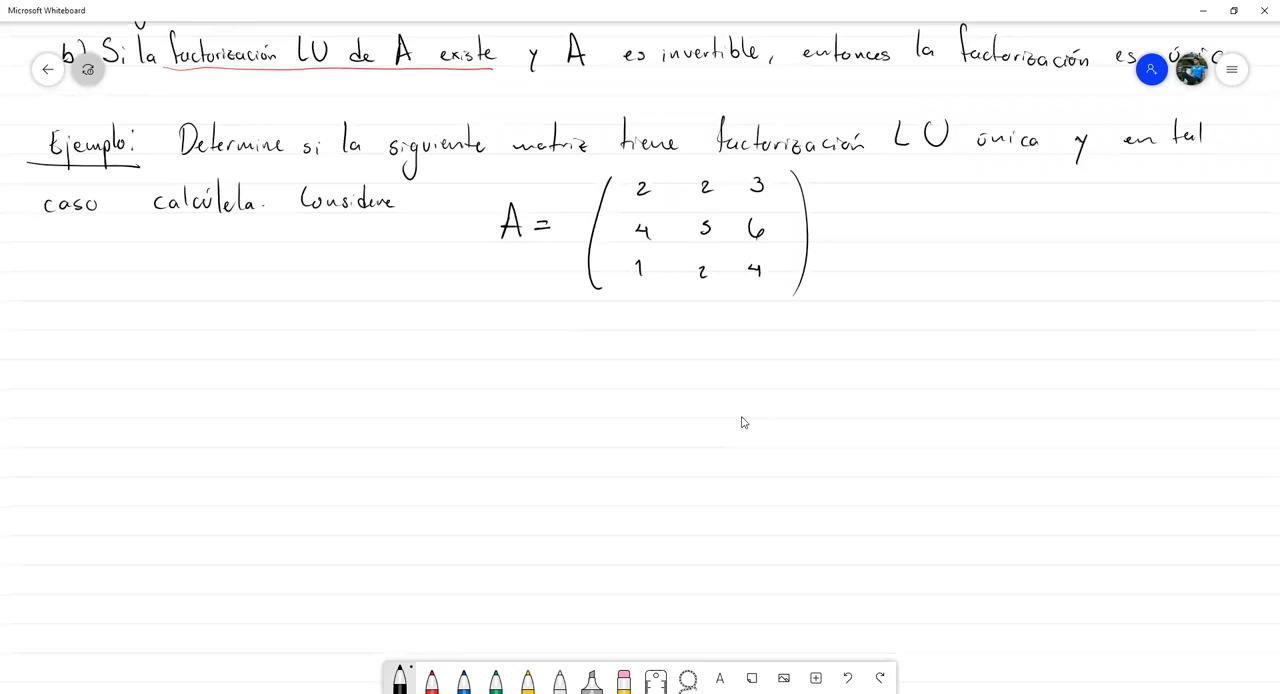 Microsoft Whiteboard
b) Si la factorización LU de A existe y A es invertible, entonces la factorización es
Ejemplo: Determine si la siguiente matriz tiene factorización LU única y en tal
caso calcúlela. Considere
A =
2 2 3
4 5 6
1 2 4
A